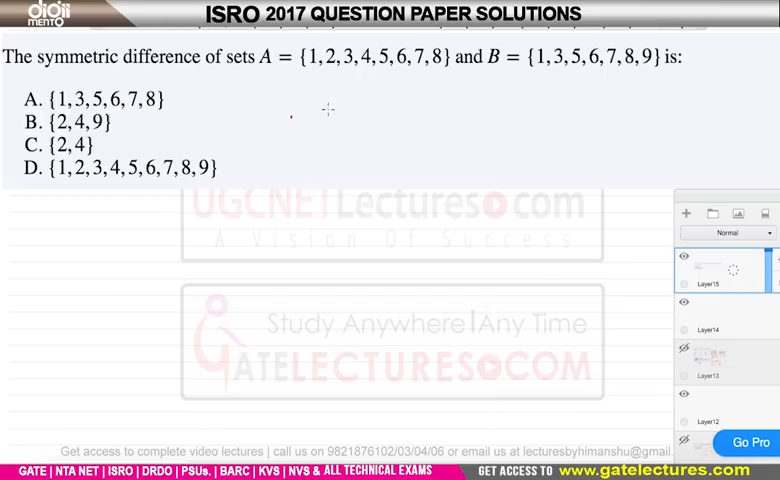 digii
MENTO
ISRO 2017 QUESTION PAPER SOLUTIONS
The symmetric difference of sets A = {1,2,3,4,5,6,7,8} and B = {1,3,5,6,7,8,9} is:
A. {1,3,5,6,7,8}
B. {2,4,9}
C. {2,4}
D. {1,2,3,4,5,6,7,8,9}
UGCNETLectures.com
A Vision Of Success
Normal
Layer15
Study Anywhere|Any Time
Layer14
GATELECTURES.COM
Layer13
Layer12
Go Pro
Get access to complete video lectures | call us on 9821876102/03/04/06 or email us at lecturesbyhimanshu@gmail.
GATE | NTA NET | ISRO | DRDO | PSUs. | BARC | KVS | NVS & ALL TECHNICAL EXAMS GET ACCESS TO www.gatelectures.com